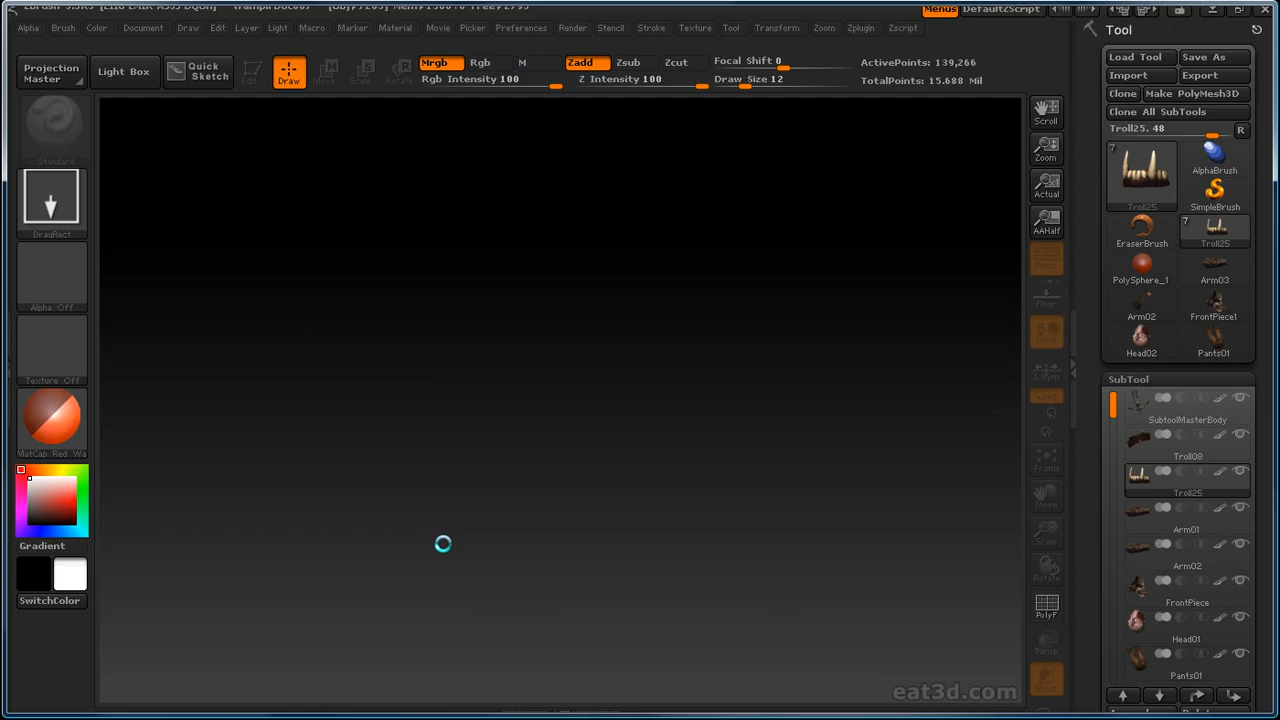 Menus DefaultZScript
Alpha Brush Color Document Draw Edit Layer Light Macro Marker Material Movie Picker Preferences Render Stencil Stroke Texture Tool Transform Zoom Zplugin Zscript
Tool
Projection Master
Light Box
Quick Sketch
Edit
Draw
Move
Scale
Rotate
Mrgb Rgb M
Rgb Intensity 100
Zadd Zsub Zcut
Z Intensity 100
Focal Shift 0
Draw Size 12
ActivePoints: 139,266
TotalPoints: 15.688 Mil
Load Tool Save As
Import Export
Clone Make PolyMesh3D
Clone All SubTools
Troll25. 48 R
7
Troll25
AlphaBrush
SimpleBrush
EraserBrush
7
Troll25
PolySphere_1
Arm03
Arm02
FrontPiece1
Head02
Pants01
SubTool
SubtoolMasterBody
Troll08
Troll25
Arm01
Arm02
FrontPiece
Head01
Pants01
Standard
DragRect
Alpha Off
Texture Off
MatCap Red Wa
Gradient
SwitchColor
Scroll
Zoom
Actual
AAHalf
Persp
Floor
Local
L.Sym
Frame
Move
Scale
Rotate
PolyF
Transp
Ghost
eat3d.com